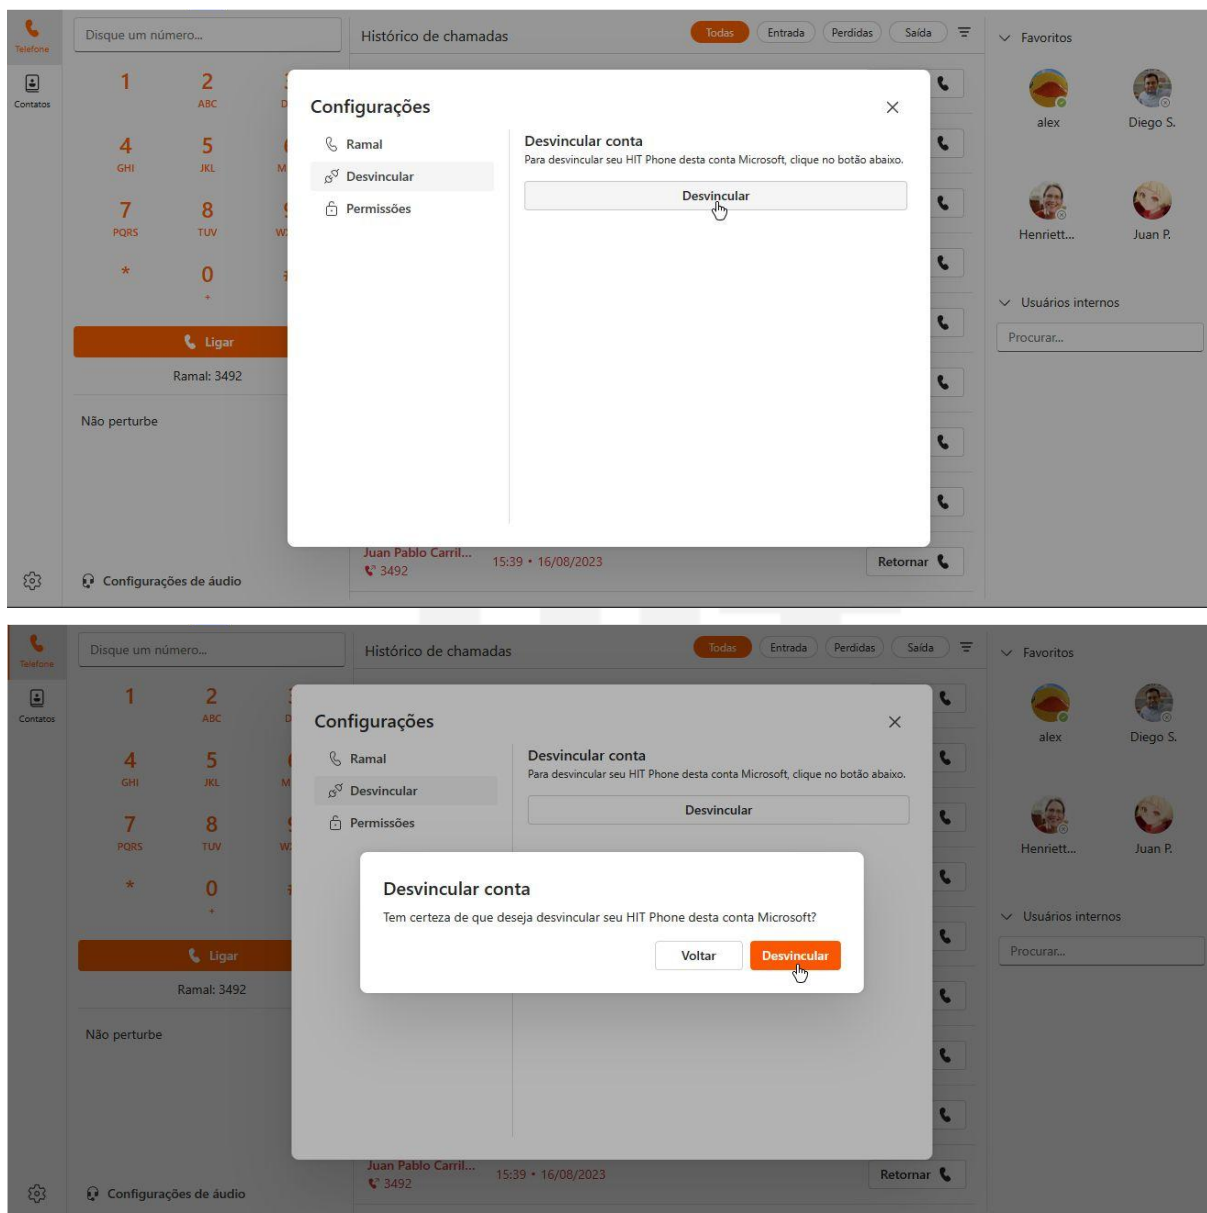 Telefone
Contatos
Disque um número...
1
2
ABC
4
GHI
5
JKL
7
PQRS
8
TUV
*
0
+
Ligar
Ramal: 3492
Não perturbe
Configurações de áudio
Histórico de chamadas
Todas
Entrada
Perdidas
Saída
Configurações
Ramal
Desvincular
Permissões
Desvincular conta
Para desvincular seu HIT Phone desta conta Microsoft, clique no botão abaixo.
Desvincular
Juan Pablo Carril...
3492
15:39 • 16/08/2023
Retornar
Favoritos
alex
Diego S.
Henriett...
Juan P.
Usuários internos
Procurar...
Telefone
Contatos
Disque um número...
1
2
ABC
4
GHI
5
JKL
7
PQRS
8
TUV
*
0
+
Ligar
Ramal: 3492
Não perturbe
Configurações de áudio
Histórico de chamadas
Todas
Entrada
Perdidas
Saída
Configurações
Ramal
Desvincular
Permissões
Desvincular conta
Para desvincular seu HIT Phone desta conta Microsoft, clique no botão abaixo.
Desvincular
Desvincular conta
Tem certeza de que deseja desvincular seu HIT Phone desta conta Microsoft?
Voltar
Desvincular
Juan Pablo Carril...
3492
15:39 • 16/08/2023
Retornar
Favoritos
alex
Diego S.
Henriett...
Juan P.
Usuários internos
Procurar...